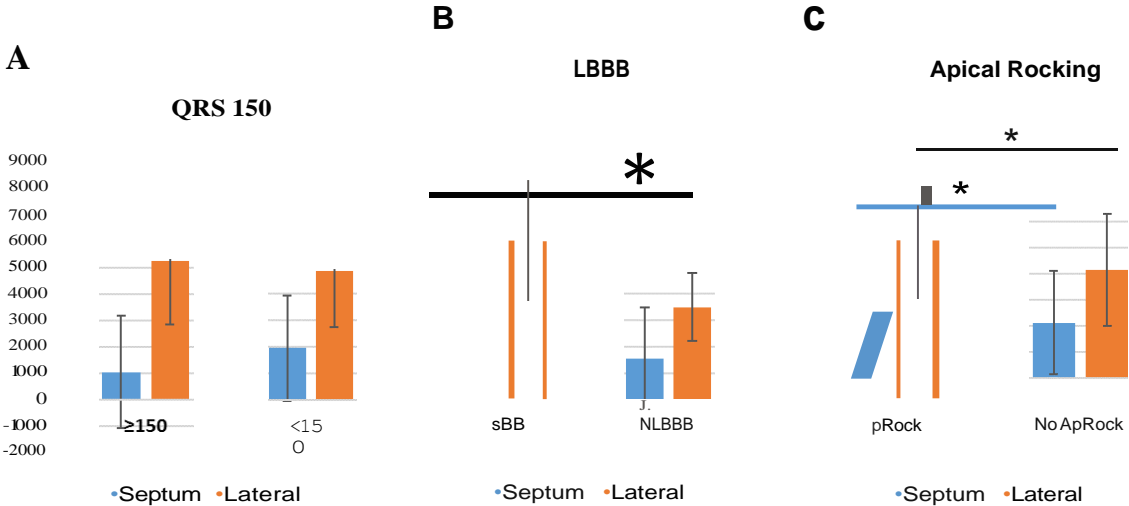 A
QRS 150
9000
8000
7000
6000
5000
4000
3000
2000
1000
0
-1000
-2000
≥150
<15
O
•Septum •Lateral
B
LBBB
*
sBB
NLBBB
•Septum •Lateral
C
Apical Rocking
*
*
pRock
No ApRock
•Septum •Lateral